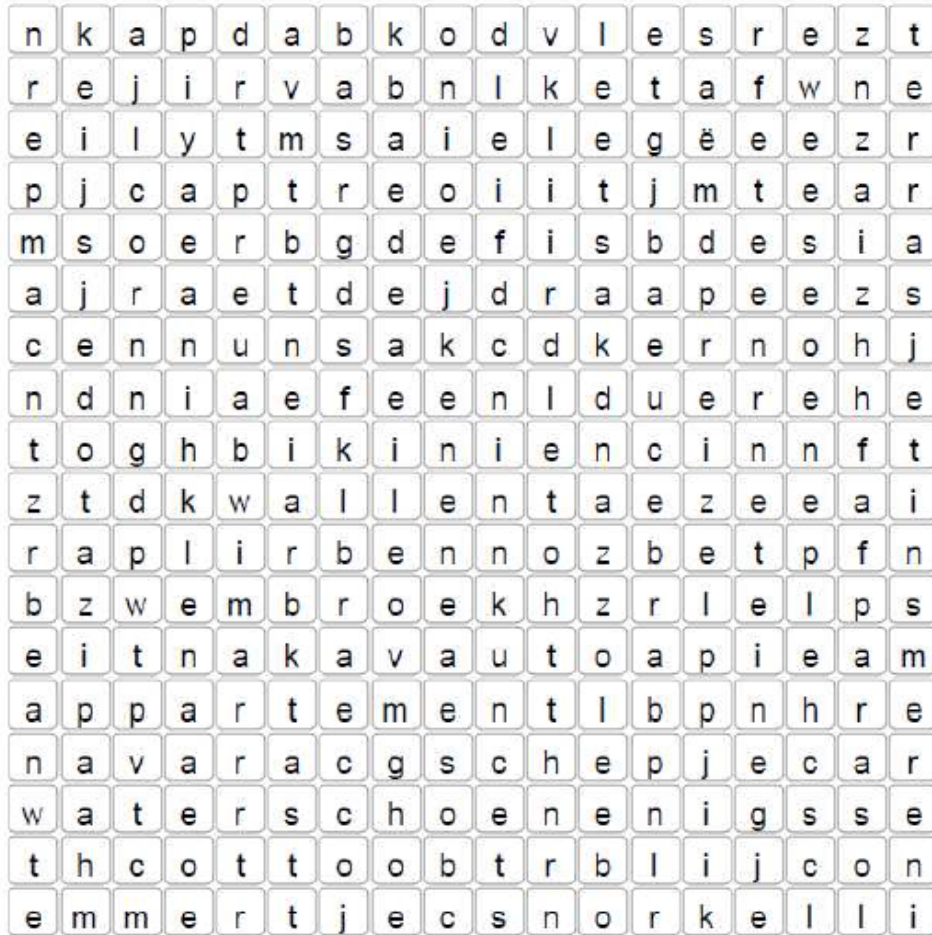 n k a p d a b k o d v l e s r e z t
r e j i r v a b n l k e t a f w n e
e i l y t m s a i e l e g ë e e z r
p j c a p t r e o i i t j m t e a r
m s o e r b g d e f i s b d e s i a
a j r a e t d e j d r a a p e e z s
c e n n u n s a k c d k e r n o h j
n d n i a e f e e n l d u e r e h e
t o g h b i k i n i e n c i n n f t
z t d k w a l l e n t a e z e e a i
r a p l i r b e n n o z b e t p f n
b z w e m b r o e k h z r l e l p s
e i t n a k a v a u t o a p i e a m
a p p a r t e m e n t l b p n h r e
n a v a r a c g s c h e p j e c a r
w a t e r s c h o e n e n i g s s e
t h c o t t o o b t r b l i j c o n
e m m e r t j e c s n o r k e l l i